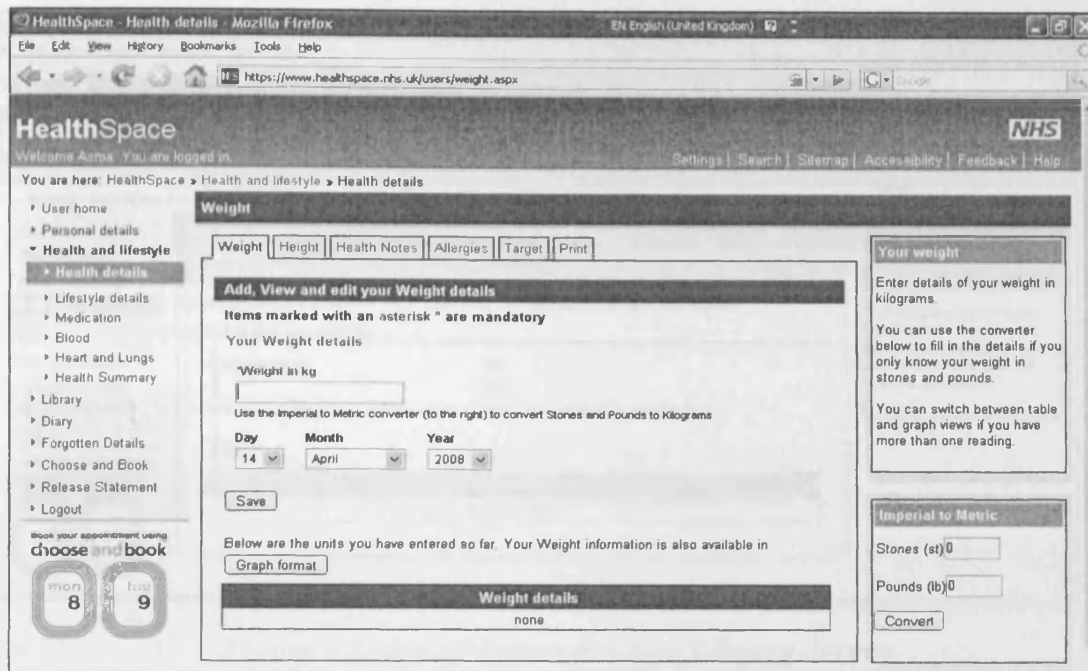 HealthSpace - Health details - Mozilla Firefox
EN English (United Kingdom)
File Edit View History Bookmarks Tools Help
https://www.healthspace.nhs.uk/users/weight.aspx
Google
HealthSpace
NHS
Welcome Asma. You are logged in.
Settings | Search | Sitemap | Accessibility | Feedback | Help
You are here: HealthSpace » Health and lifestyle » Health details
User home
Personal details
Health and lifestyle
Health details
Lifestyle details
Medication
Blood
Heart and Lungs
Health Summary
Library
Diary
Forgotten Details
Choose and Book
Release Statement
Logout
Book your appointment using
choose and book
mon tue
8 9
Weight
Weight Height Health Notes Allergies Target Print
Add, View and edit your Weight details
Items marked with an asterisk * are mandatory
Your Weight details
*Weight in kg
Use the Imperial to Metric converter (to the right) to convert Stones and Pounds to Kilograms
Day Month Year
14 April 2008
Save
Below are the units you have entered so far. Your Weight information is also available in
Graph format
Weight details
none
Your weight
Enter details of your weight in
kilograms.
You can use the converter
below to fill in the details if you
only know your weight in
stones and pounds.
You can switch between table
and graph views if you have
more than one reading.
Imperial to Metric
Stones (st) 0
Pounds (lb) 0
Convert